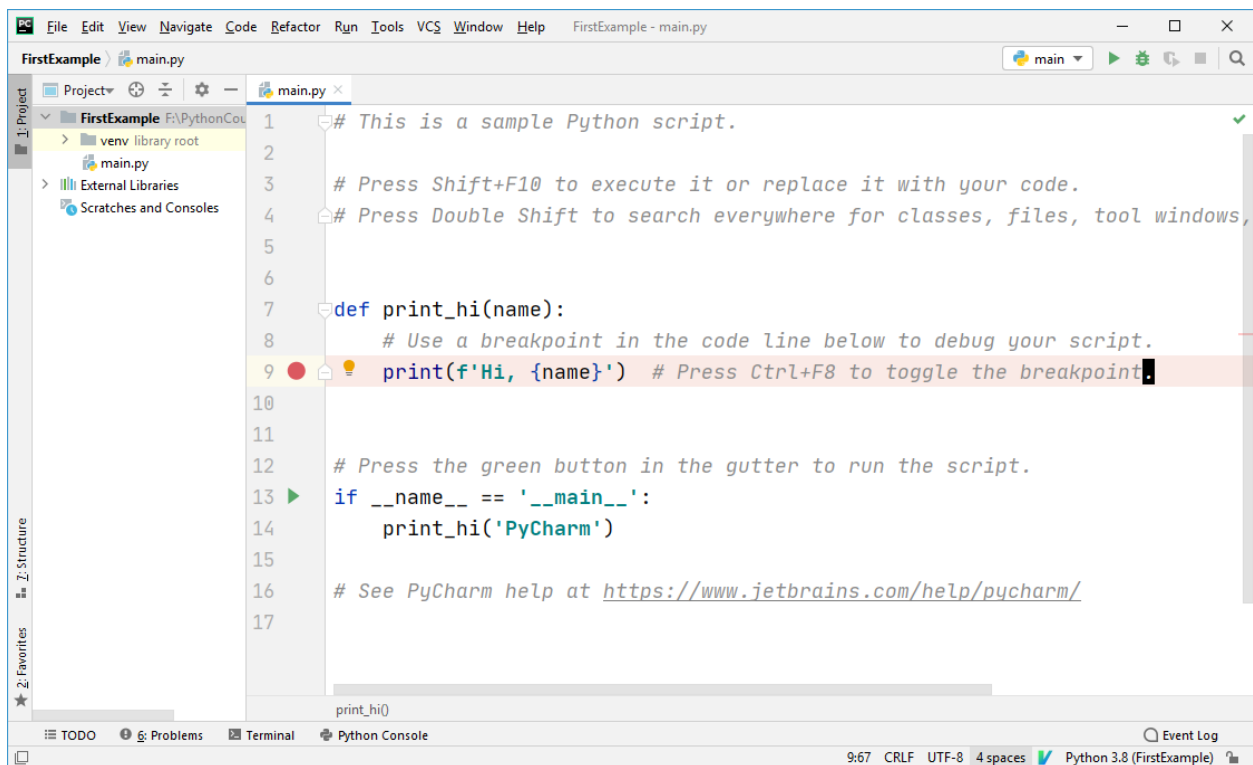 PC File Edit View Navigate Code Refactor Run Tools VCS Window Help FirstExample - main.py
FirstExample main.py main
1: Project
Project main.py
FirstExample F:\PythonCou
venv library root
main.py
External Libraries
Scratches and Consoles
1 # This is a sample Python script.
2
3 # Press Shift+F10 to execute it or replace it with your code.
4 # Press Double Shift to search everywhere for classes, files, tool windows,
5
6
7 def print_hi(name):
8 # Use a breakpoint in the code line below to debug your script.
9 print(f'Hi, {name}') # Press Ctrl+F8 to toggle the breakpoint.
10
11
12 # Press the green button in the gutter to run the script.
13 if __name__ == '__main__':
14 print_hi('PyCharm')
15
16 # See PyCharm help at https://www.jetbrains.com/help/pycharm/
17
7: Structure
2: Favorites
print_hi()
TODO 6: Problems Terminal Python Console Event Log
9:67 CRLF UTF-8 4 spaces Python 3.8 (FirstExample)